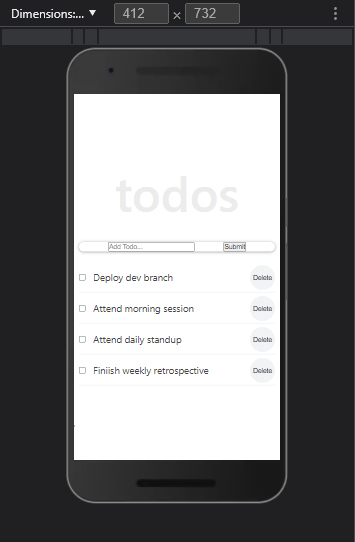 Dimensions:... ▼ 412 × 732
todos
Add Todo... Submit
Deploy dev branch Delete
Attend morning session Delete
Attend daily standup Delete
Finiish weekly retrospective Delete